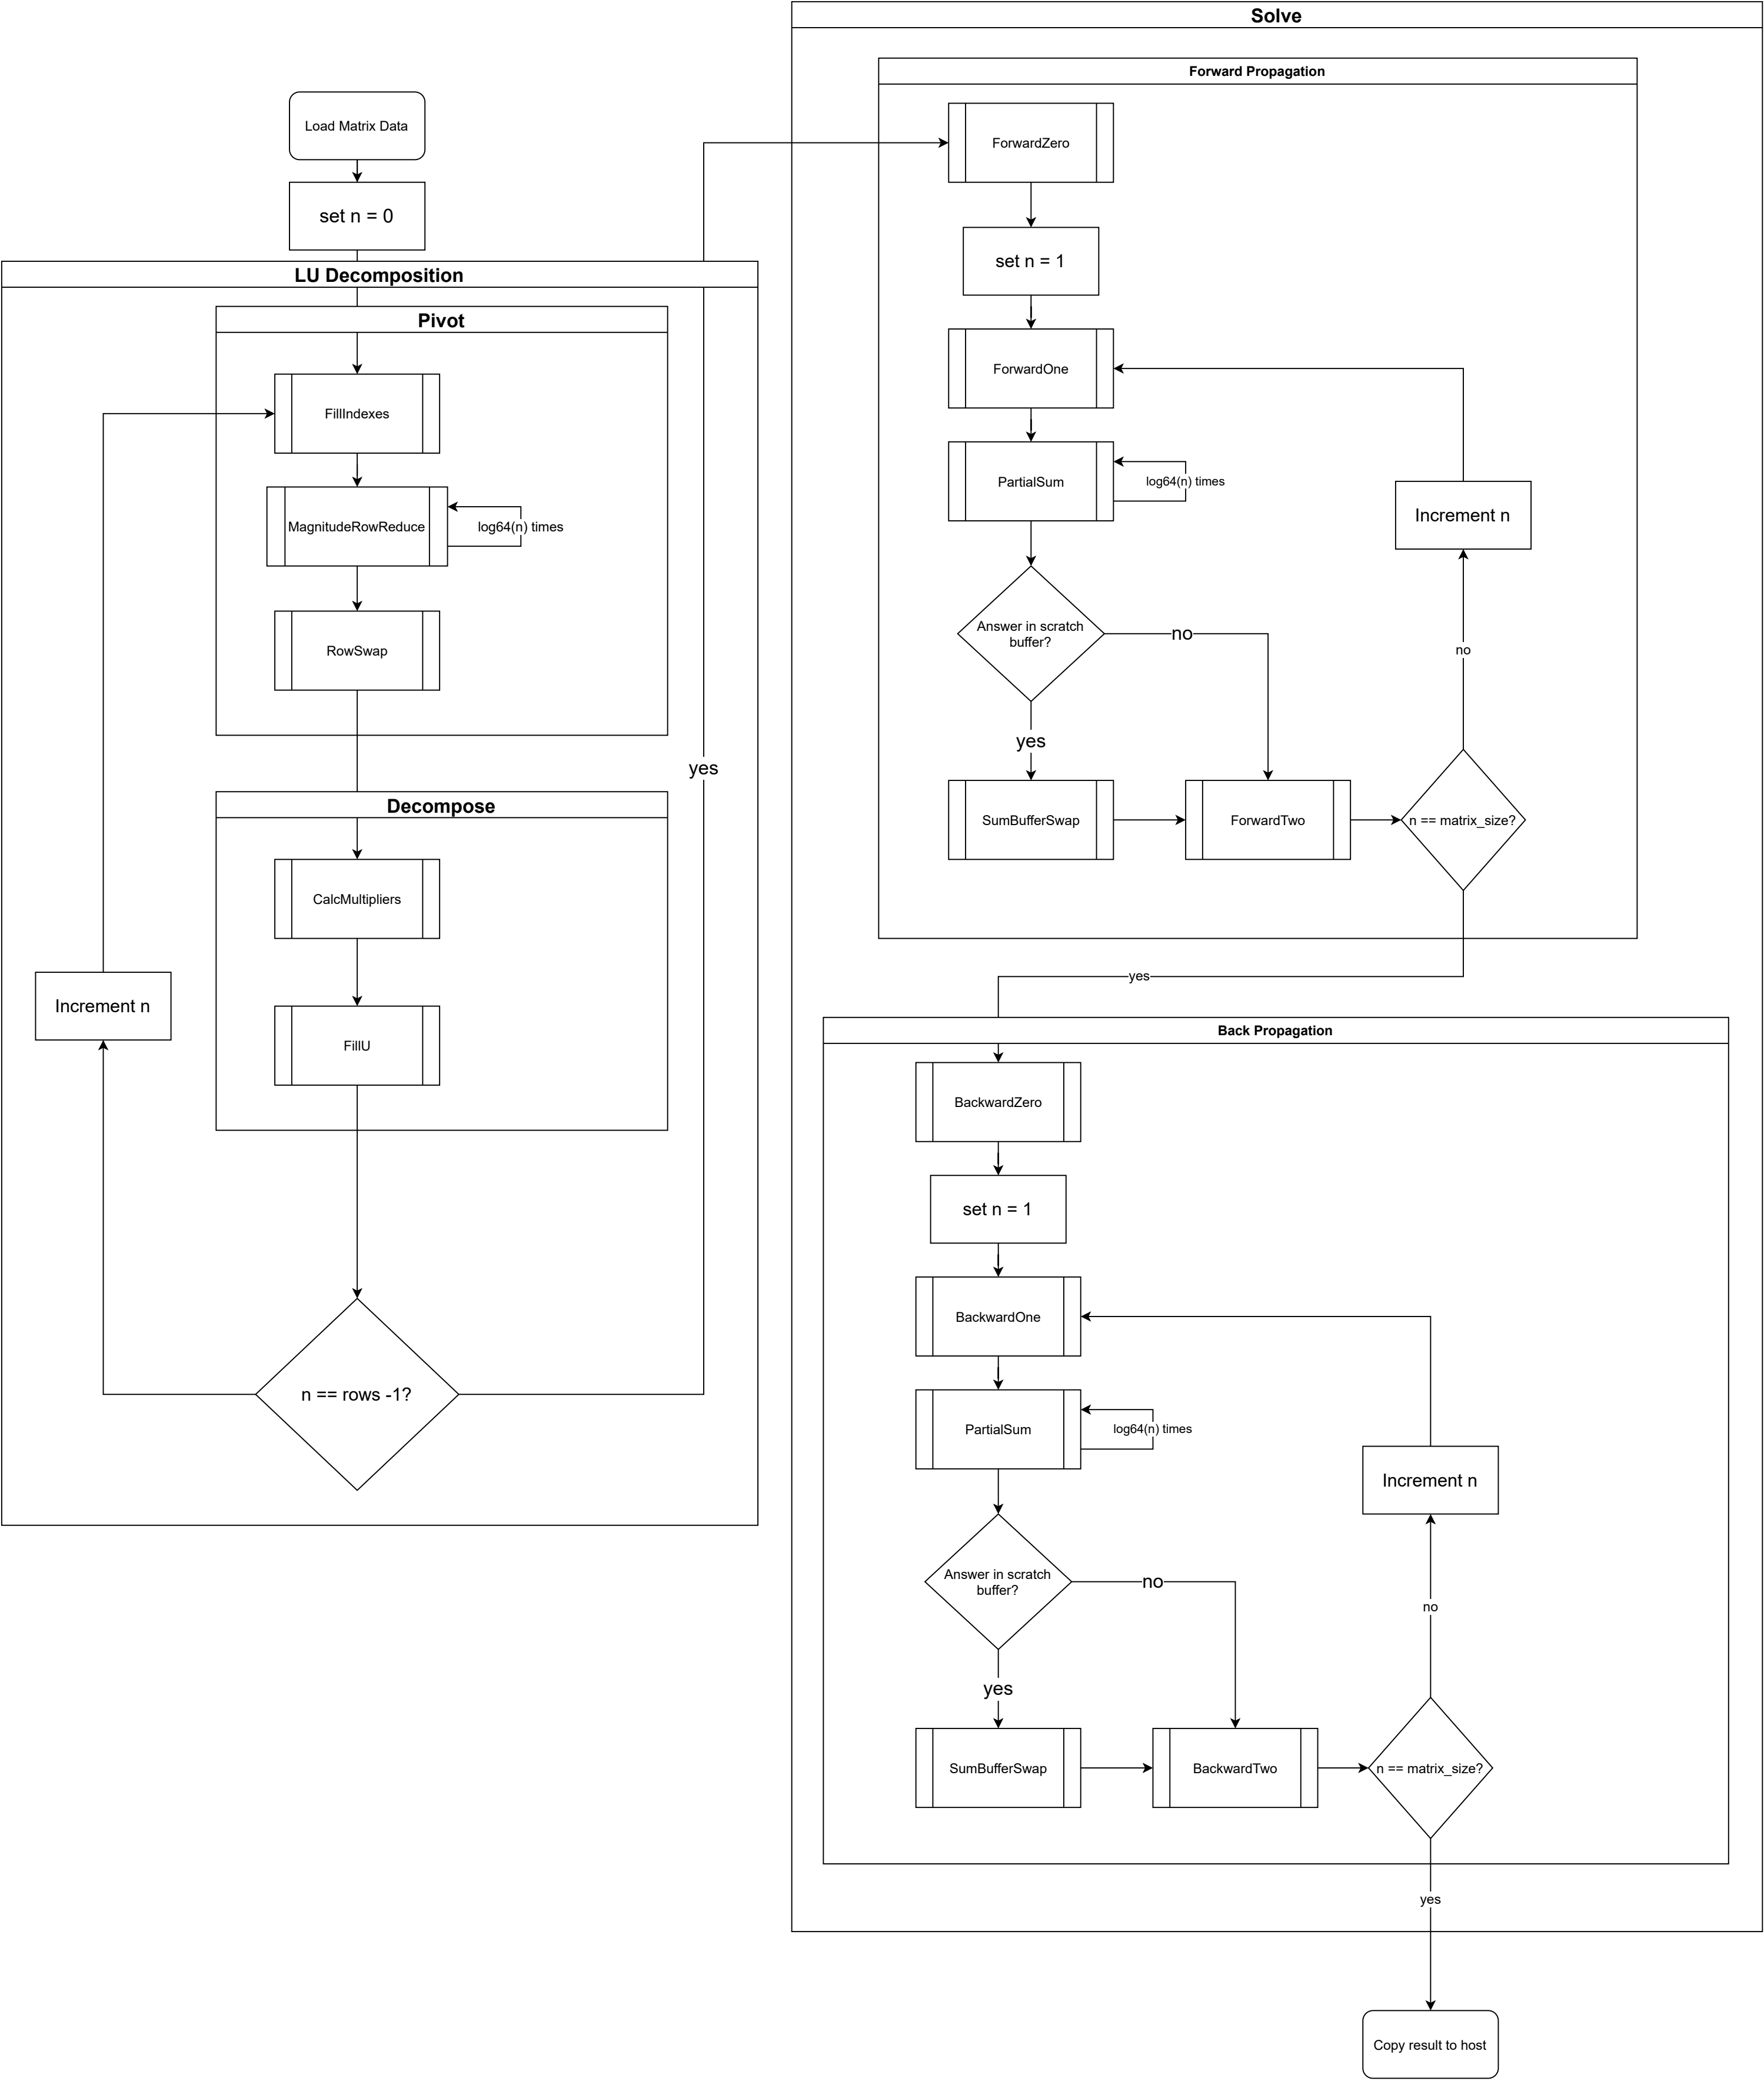 Load Matrix Data
set n = 0
LU Decomposition
Pivot
FillIndexes
MagnitudeRowReduce
log64(n) times
RowSwap
Decompose
CalcMultipliers
FillU
Increment n
n == rows -1?
yes
Solve
Forward Propagation
ForwardZero
set n = 1
ForwardOne
PartialSum
log64(n) times
Answer in scratch
buffer?
no
yes
SumBufferSwap
ForwardTwo
n == matrix_size?
no
Increment n
yes
Back Propagation
BackwardZero
set n = 1
BackwardOne
PartialSum
log64(n) times
Answer in scratch
buffer?
no
yes
SumBufferSwap
BackwardTwo
n == matrix_size?
no
Increment n
yes
Copy result to host